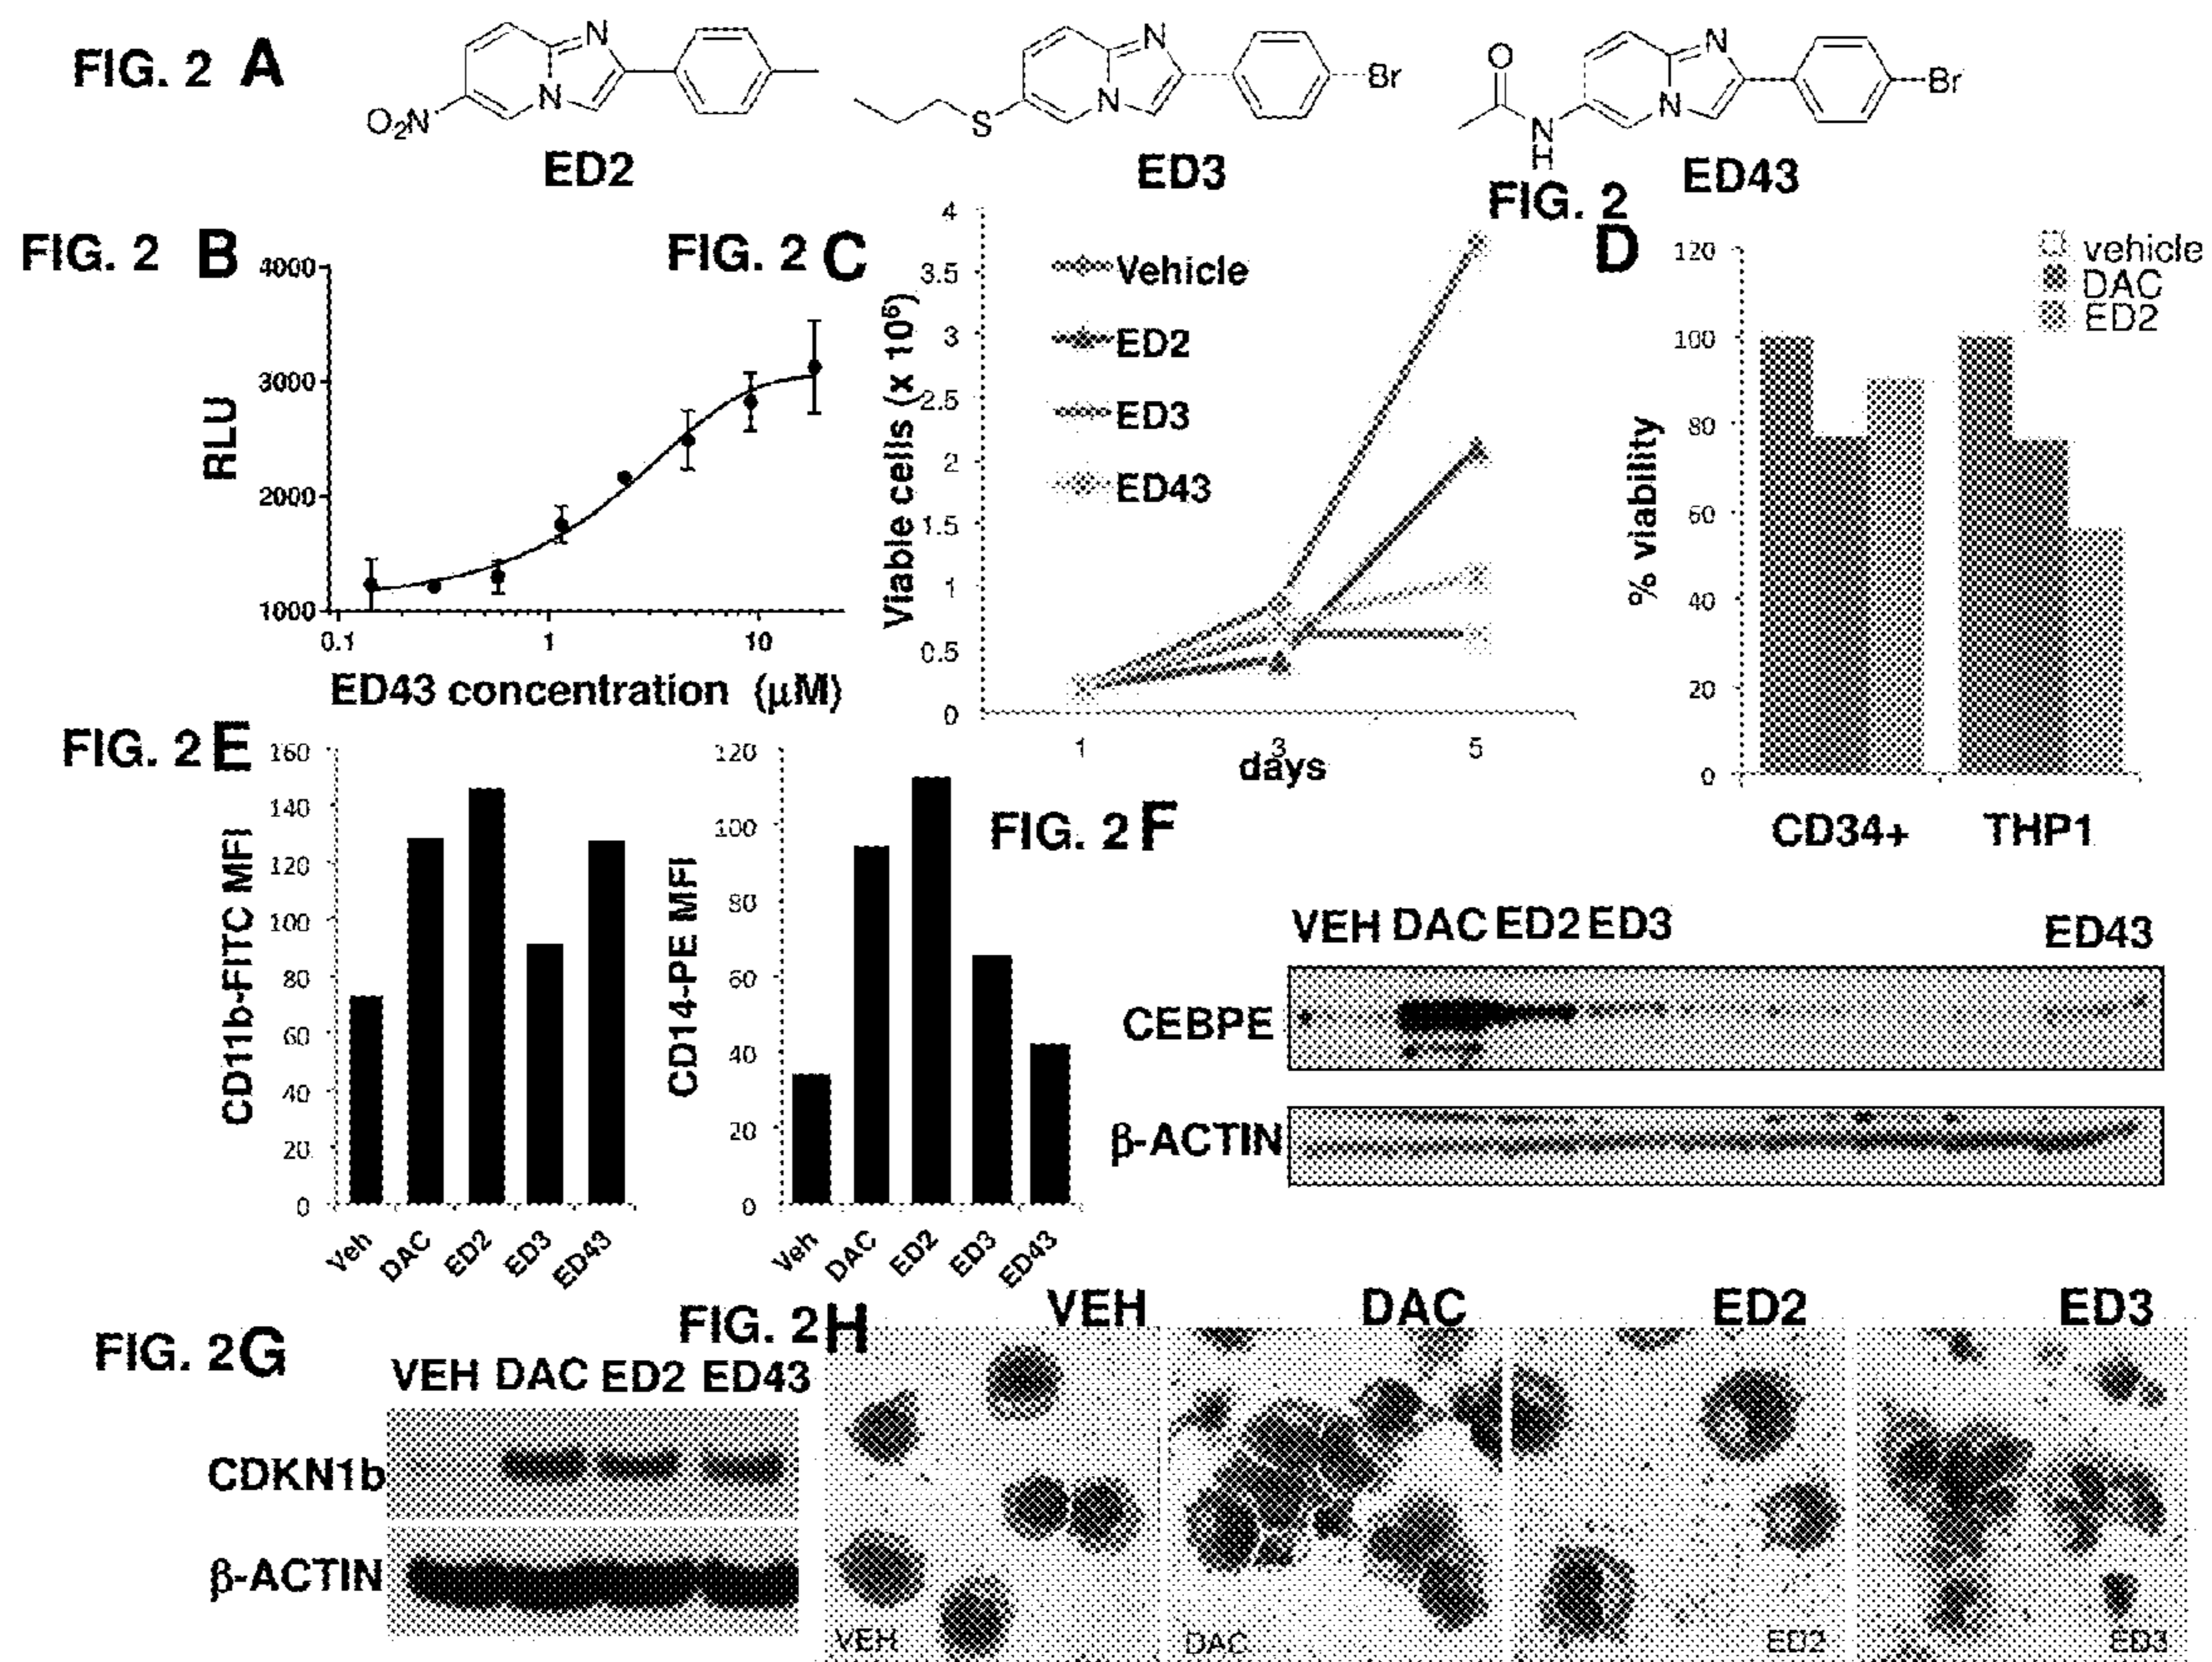 FIG. 2 A
O₂N N N
ED2
S N N Br
ED3
O N H N N Br
ED43
FIG. 2 B
RLU
4000
3000
2000
1000
0.1 1 10
ED43 concentration (μM)
FIG. 2 C
Viable cells (x 10⁶)
4
3.5
3
2.5
2
1.5
1
0.5
0
Vehicle
ED2
ED3
ED43
1 3 5
days
FIG. 2
D
% viability
120
100
80
60
40
20
0
vehicle
DAC
ED2
CD34+ THP1
FIG. 2 E
CD11b-FITC MFI
160
140
120
100
80
60
40
20
0
Veh DAC ED2 ED3 ED43
CD14-PE MFI
120
100
80
60
40
20
0
Veh DAC ED2 ED3 ED43
FIG. 2 F
VEH DAC ED2 ED3 ED43
CEBPE
β-ACTIN
FIG. 2G
VEH DAC ED2 ED43
CDKN1b
β-ACTIN
FIG. 2H
VEH DAC ED2 ED3
VEH DAC ED2 ED3